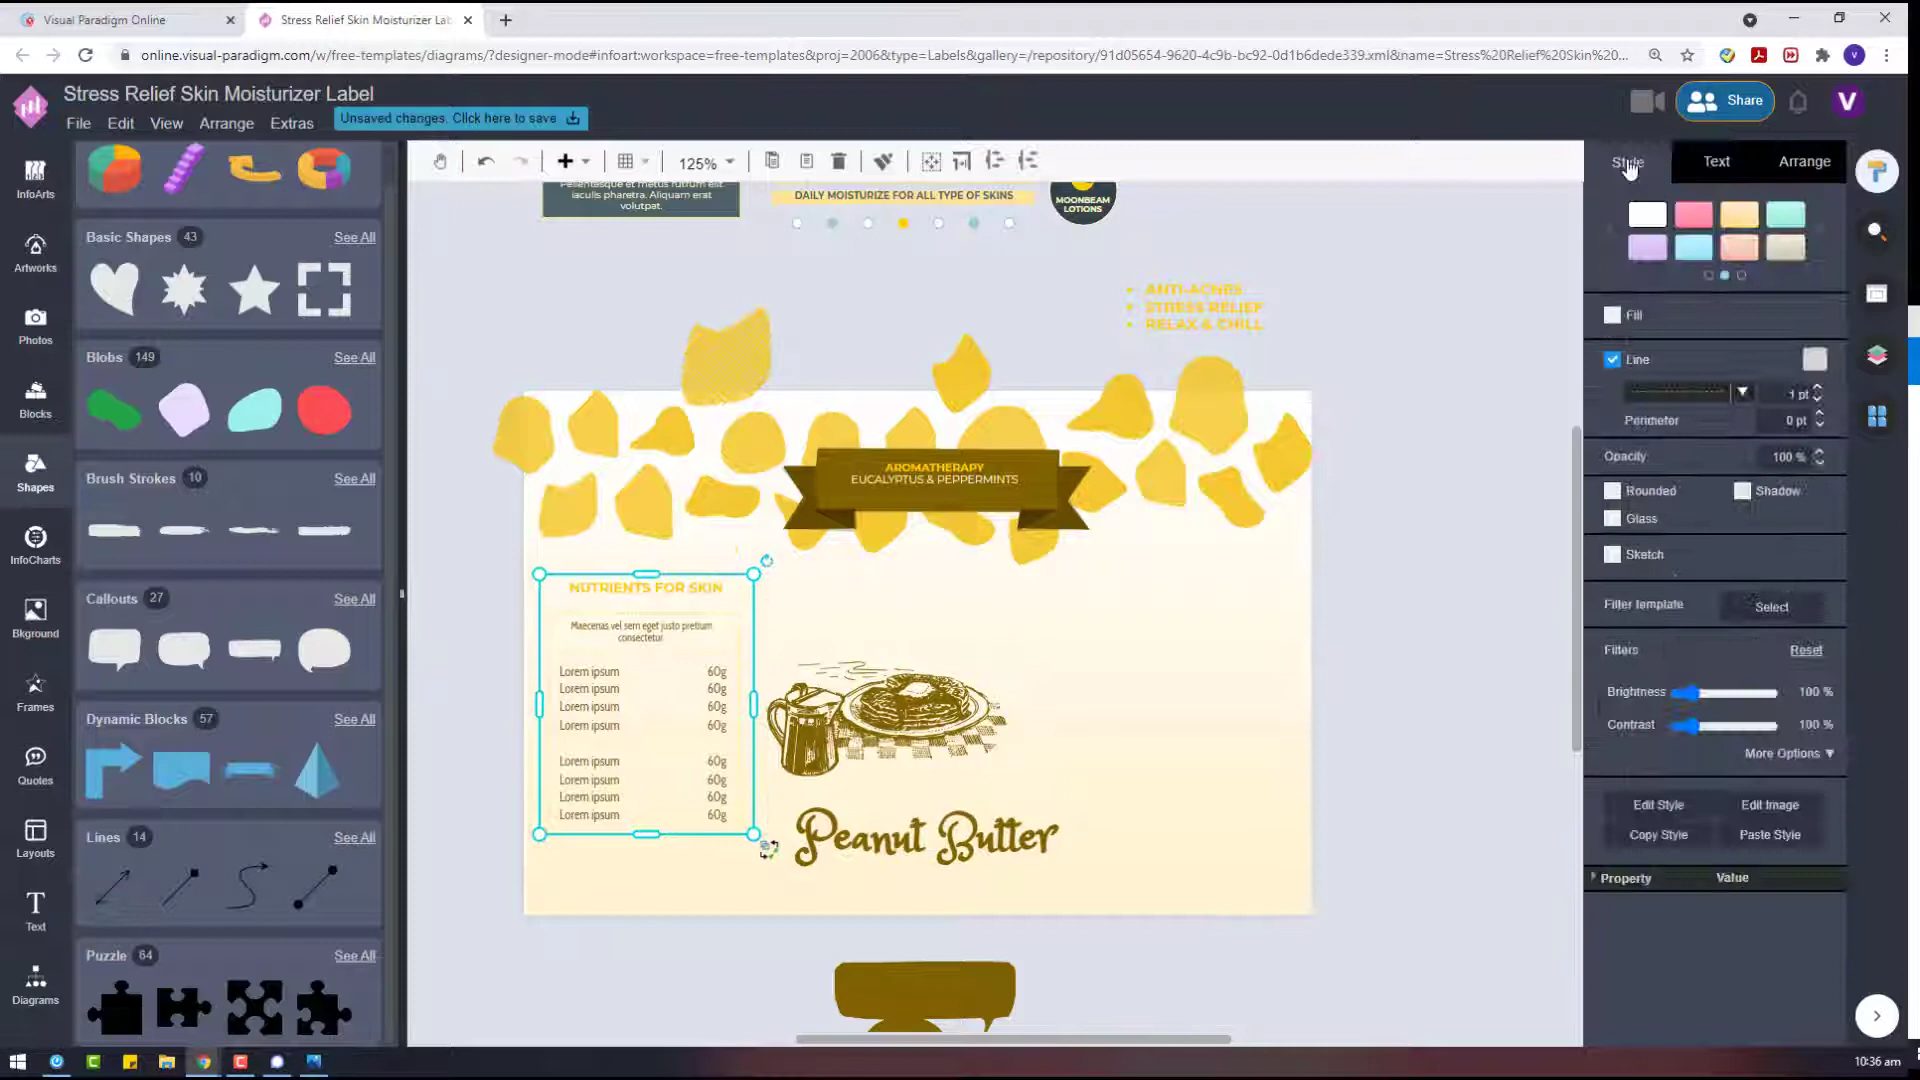 Visual Paradigm Online
Stress Relief Skin Moisturizer Lab
online.visual-paradigm.com/w/free-templates/diagrams/?designer-mode#infoart:workspace=free-templates&proj=2006&type=Labels&gallery=/repository/91d05654-9620-4c9b-bc92-0d1b6dede339.xml&name=Stress%20Relief%20Skin%20...
V
Stress Relief Skin Moisturizer Label
File Edit View Arrange Extras
Unsaved changes. Click here to save
Share
V
125%
Style Text Arrange
InfoArts
Artworks
Photos
Blocks
Shapes
InfoCharts
Bkground
Frames
Quotes
Layouts
T
Text
Diagrams
Basic Shapes 43 See All
Blobs 149 See All
Brush Strokes 10 See All
Callouts 27 See All
Dynamic Blocks 57 See All
Lines 14 See All
Puzzle 64 See All
Pellentesque et metus rutrum elit
iaculis pharetra. Aliquam erat
volutpat.
DAILY MOISTURIZE FOR ALL TYPE OF SKINS
MOONBEAM
LOTIONS
• ANTI-ACNES
• STRESS RELIEF
• RELAX & CHILL
AROMATHERAPY
EUCALYPTUS & PEPPERMINTS
NUTRIENTS FOR SKIN
Maecenas vel sem eget justo pretium
consectetur
Lorem ipsum 60g
Lorem ipsum 60g
Lorem ipsum 60g
Lorem ipsum 60g
Lorem ipsum 60g
Lorem ipsum 60g
Lorem ipsum 60g
Lorem ipsum 60g
Peanut Butter
Fill
Line
1 pt
Perimeter 0 pt
Opacity 100 %
Rounded Shadow
Glass
Sketch
Filter template Select
Filters Reset
Brightness 100 %
Contrast 100 %
More Options ▼
Edit Style Edit Image
Copy Style Paste Style
Property Value
10:36 am